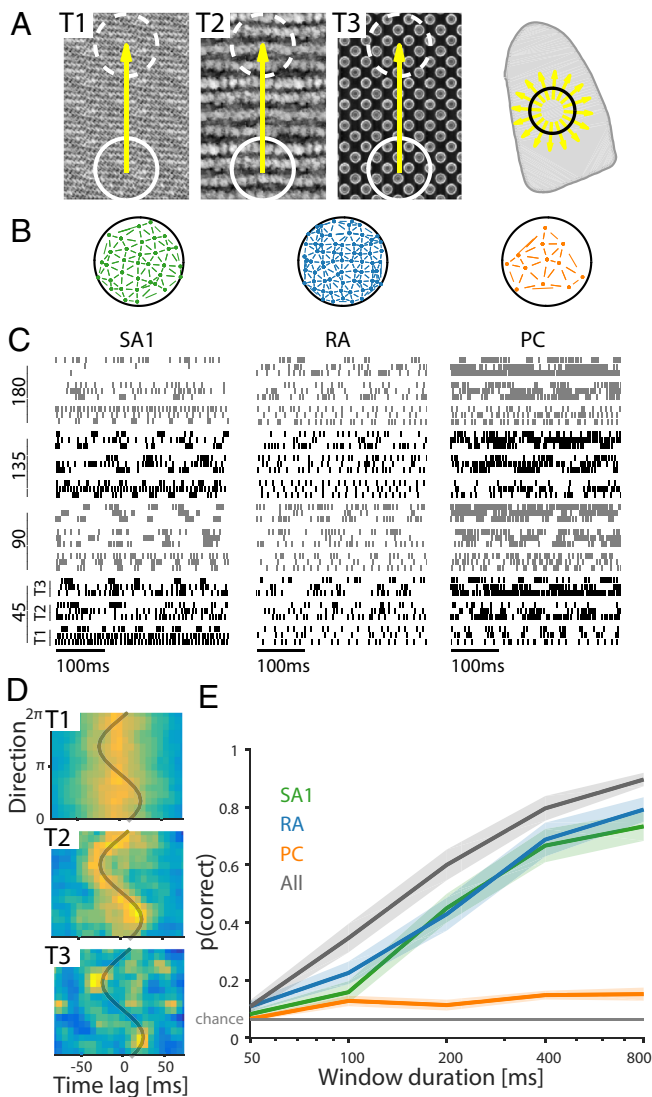 A
T1
T2
T3
B
C
SA1
RA
PC
180
135
90
45
T3
T2
T1
100ms
100ms
100ms
D
E
T1
T2
T3
Direction
2π
π
0
-50
0
50
Time lag [ms]
p(correct)
1
0.8
0.6
0.4
0.2
chance
0
SA1
RA
PC
All
50
100
200
400
800
Window duration [ms]